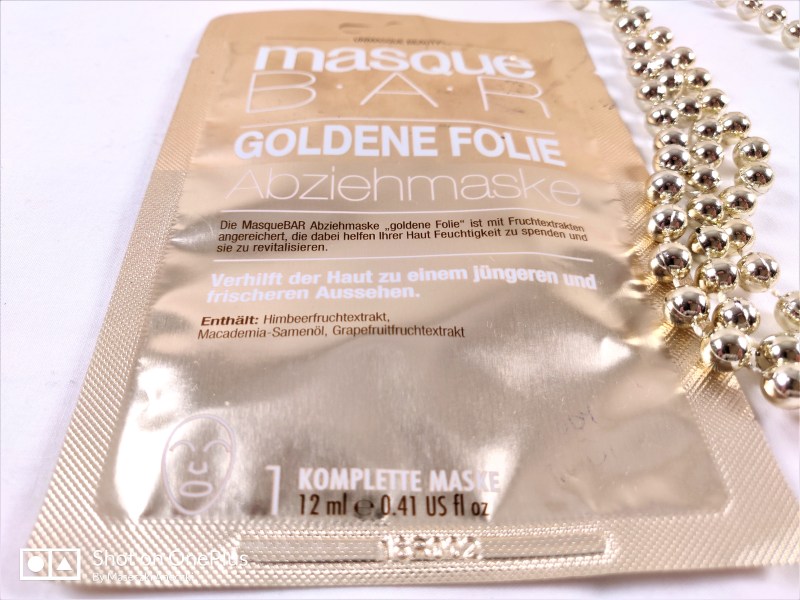 masque
B·A·R
GOLDENE FOLIE
Abziehmaske
Die MasqueBAR Abziehmaske „goldene Folie" ist mit Fruchtextrakten
angereichert, die dabei helfen Ihrer Haut Feuchtigkeit zu spenden und
sie zu revitalisieren.
Verhilft der Haut zu einem jüngeren und
frischeren Aussehen.
Enthält: Himbeerfruchtextrakt,
Macademia-Samenöl, Grapefruitfruchtextrakt
1 KOMPLETTE MASKE
12 ml e 0.41 US fl oz
Shot on OnePlus
By